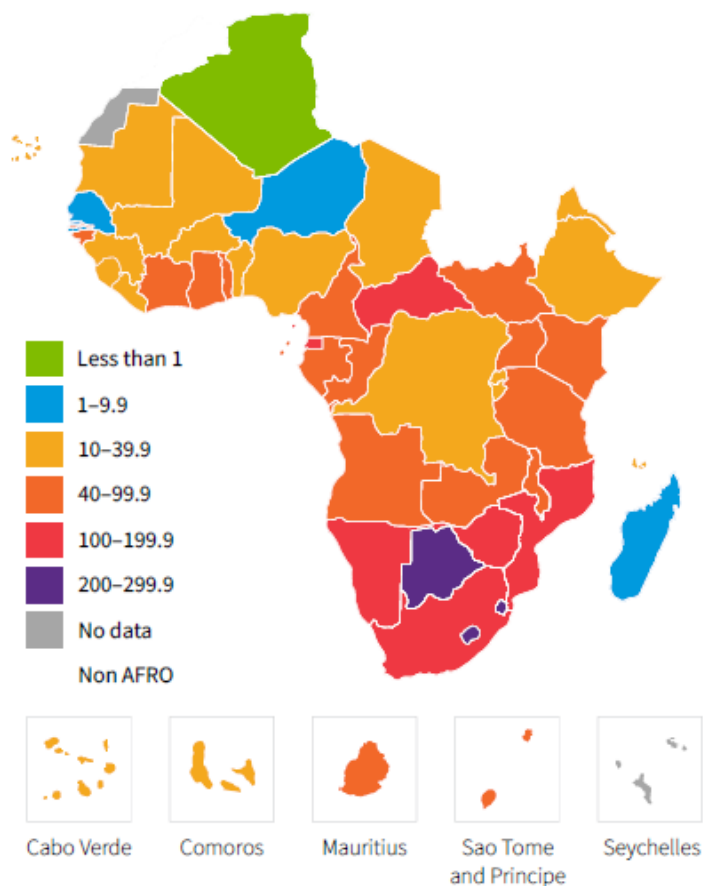 Less than 1
1–9.9
10–39.9
40–99.9
100–199.9
200–299.9
No data
Non AFRO
Cabo Verde
Comoros
Mauritius
Sao Tome
and Principe
Seychelles